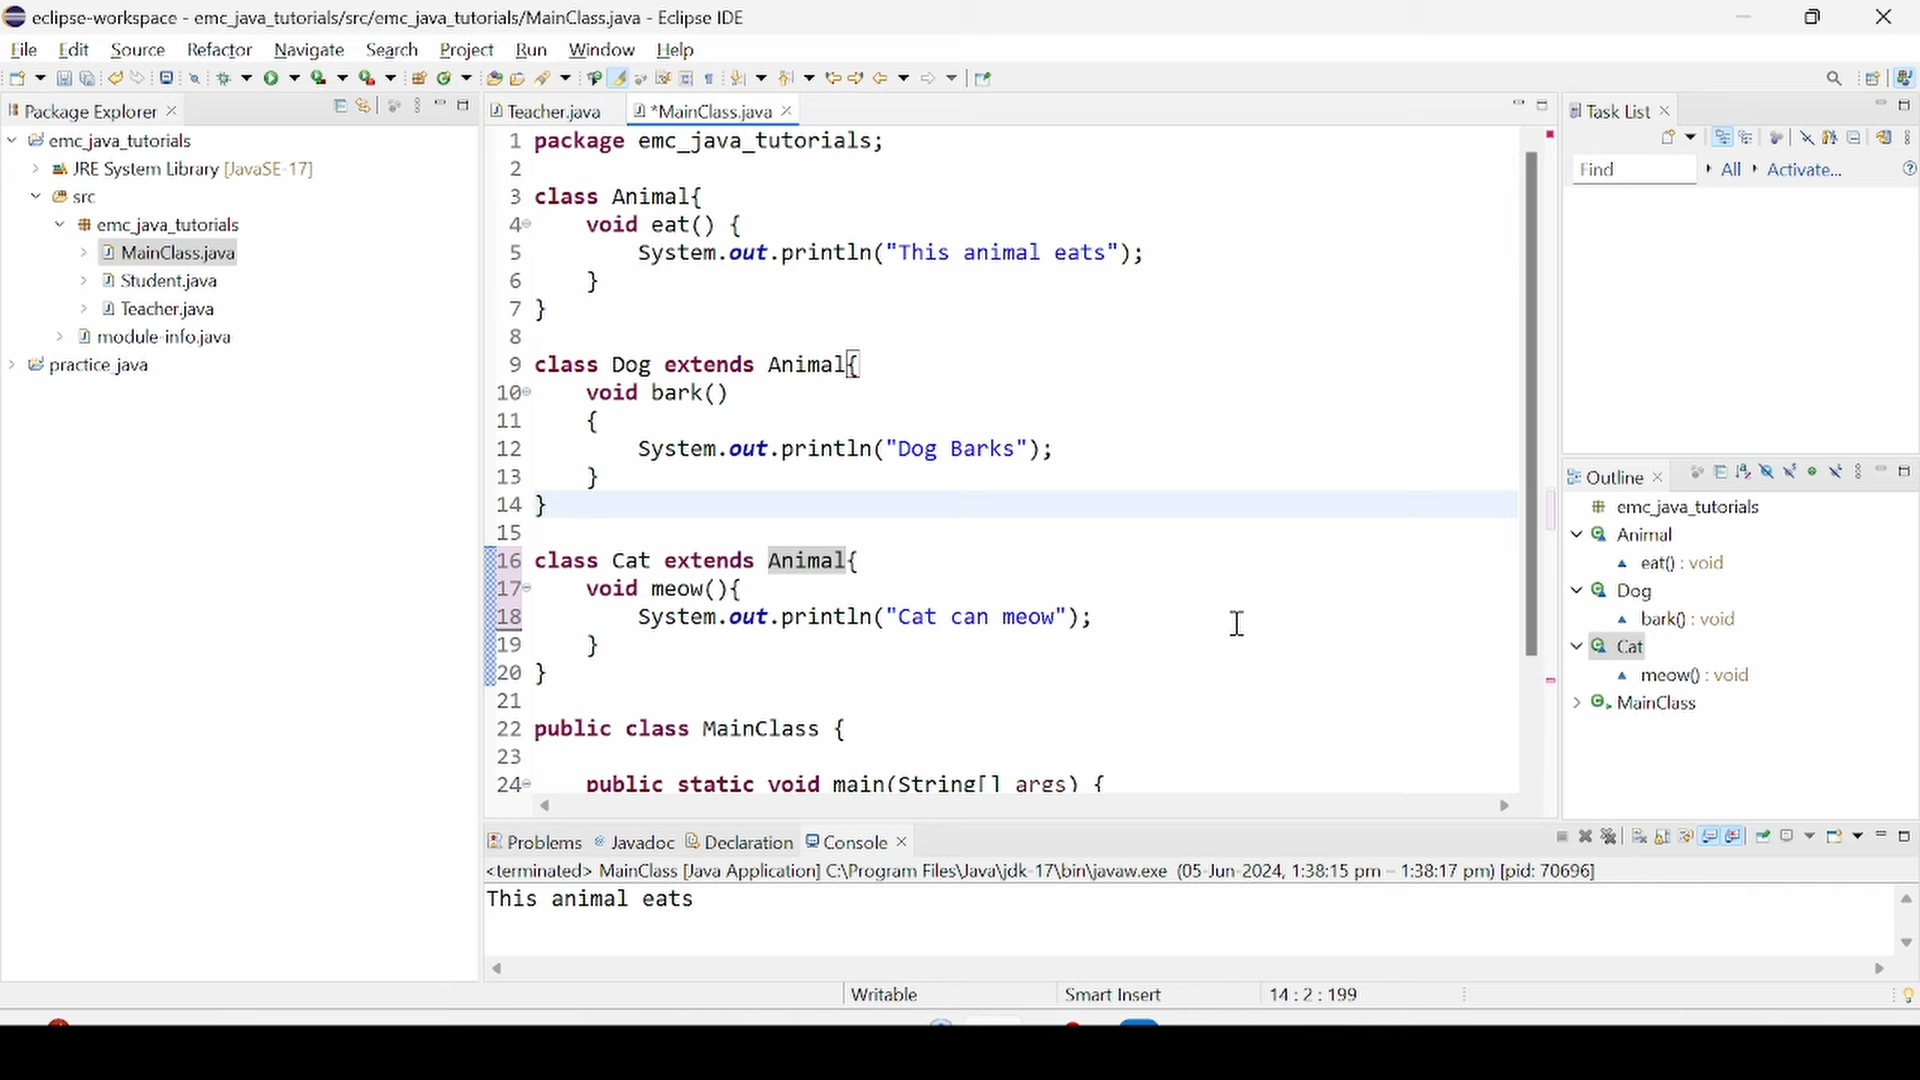 eclipse-workspace - emc_java_tutorials/src/emc_java_tutorials/MainClass.java - Eclipse IDE
File Edit Source Refactor Navigate Search Project Run Window Help
Package Explorer
emc_java_tutorials
JRE System Library [JavaSE-17]
src
emc_java_tutorials
MainClass.java
Student.java
Teacher.java
module-info.java
practice_java
Teacher.java *MainClass.java
1 package emc_java_tutorials;
2
3 class Animal{
4 void eat() {
5 System.out.println("This animal eats");
6 }
7 }
8
9 class Dog extends Animal{
10 void bark()
11 {
12 System.out.println("Dog Barks");
13 }
14 }
15
16 class Cat extends Animal{
17 void meow(){
18 System.out.println("Cat can meow");
19 }
20 }
21
22 public class MainClass {
23
24 public static void main(String[] args) {
Task List
Find All Activate...
Outline
emc_java_tutorials
Animal
eat() : void
Dog
bark() : void
Cat
meow() : void
MainClass
Problems Javadoc Declaration Console
<terminated> MainClass [Java Application] C:\Program Files\Java\jdk-17\bin\javaw.exe (05-Jun-2024, 1:38:15 pm – 1:38:17 pm) [pid: 70696]
This animal eats
Writable Smart Insert 14 : 2 : 199